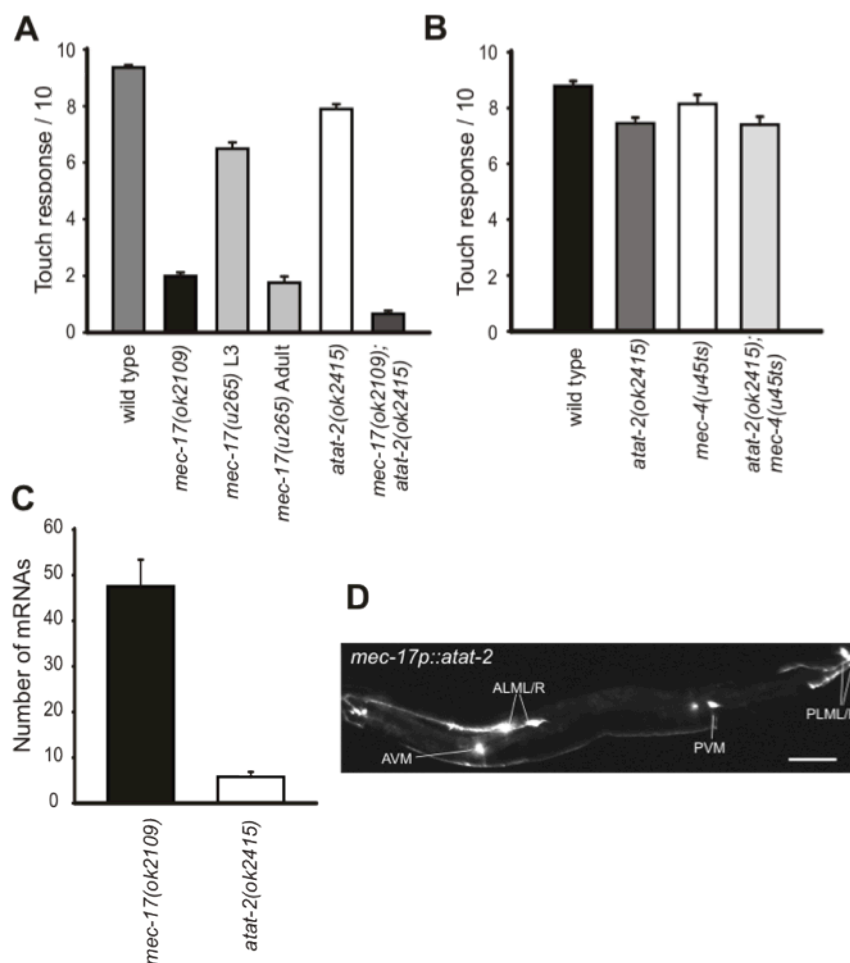 A
Touch response / 10
10
8
6
4
2
0
wild type
mec-17(ok2109)
mec-17(u265) L3
mec-17(u265) Adult
atat-2(ok2415)
mec-17(ok2109);
atat-2(ok2415)
B
Touch response / 10
10
8
6
4
2
0
wild type
atat-2(ok2415)
mec-4(u45ts)
atat-2(ok2415);
mec-4(u45ts)
C
Number of mRNAs
60
50
40
30
20
10
0
mec-17(ok2109)
atat-2(ok2415)
D
mec-17p::atat-2
ALML/R
AVM
PVM
PLML/